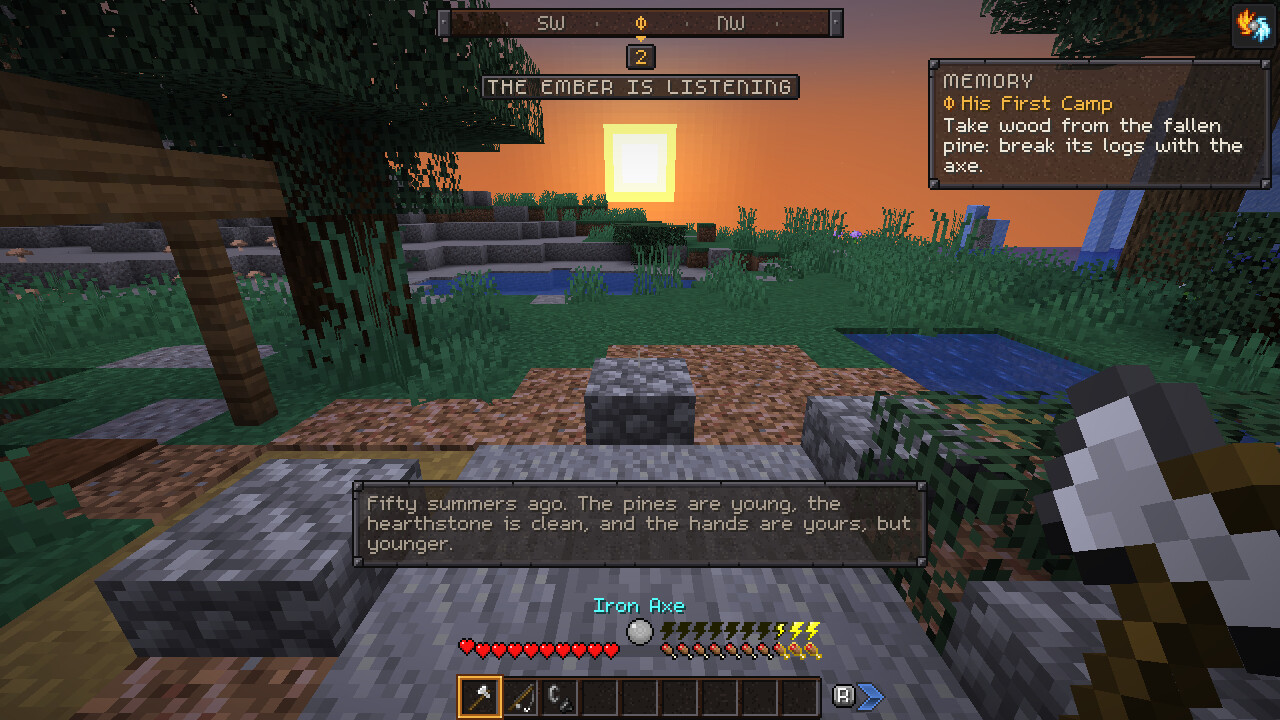 SW NW
2
THE EMBER IS LISTENING
MEMORY
His First Camp
Take wood from the fallen
pine: break its logs with the
axe.
Fifty summers ago. The pines are young, the
hearthstone is clean, and the hands are yours, but
younger.
Iron Axe
R